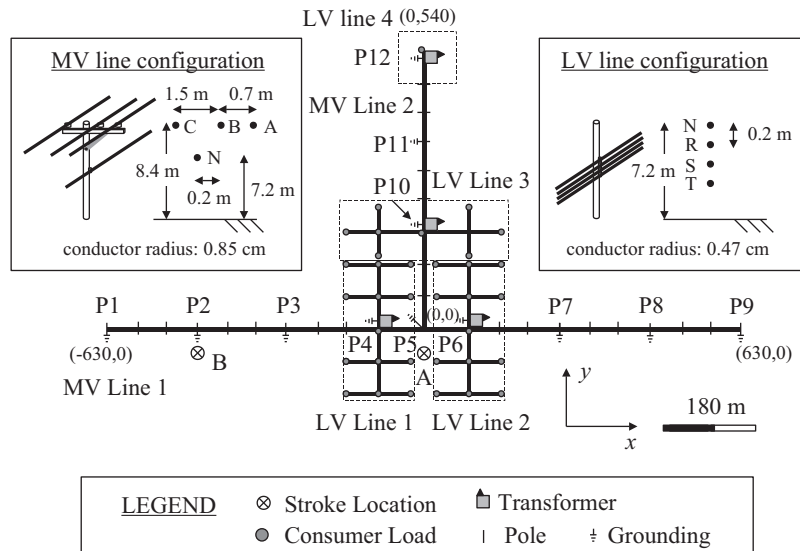 LV line 4 (0,540)
MV line configuration
1.5 m 0.7 m
C B A
N
8.4 m
7.2 m
0.2 m
conductor radius: 0.85 cm
P12
MV Line 2
P11
P10
LV Line 3
LV line configuration
N
R
S
T
0.2 m
7.2 m
conductor radius: 0.47 cm
P1 P2 P3 P7 P8 P9
(0,0)
P4 P5 P6
(-630,0) (630,0)
B
A
MV Line 1
LV Line 1 LV Line 2
y
x
180 m
LEGEND
Stroke Location
Transformer
Consumer Load
Pole
Grounding